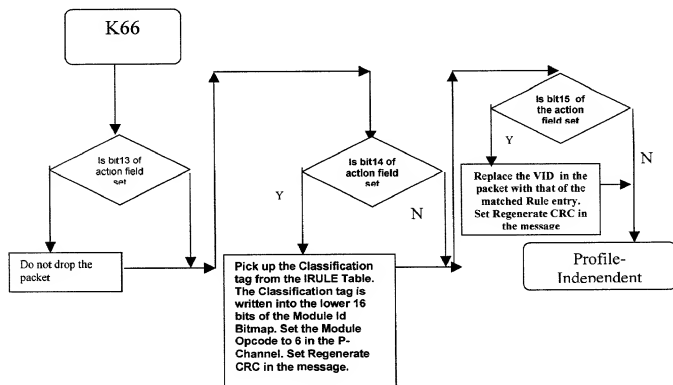 K66
Is bit13 of
action field
set
Do not drop the
packet
Is bit14 of
action field
set
Y
N
Pick up the Classification
tag from the IRULE Table.
The Classification tag is
written into the lower 16
bits of the Module Id
Bitmap. Set the Module
Opcode to 6 in the P-
Channel. Set Regenerate
CRC in the message.
Is bit15 of
the action
field set
Y
N
Replace the VID in the
packet with that of the
matched Rule entry.
Set Regenerate CRC in
the message
Profile-
Independent